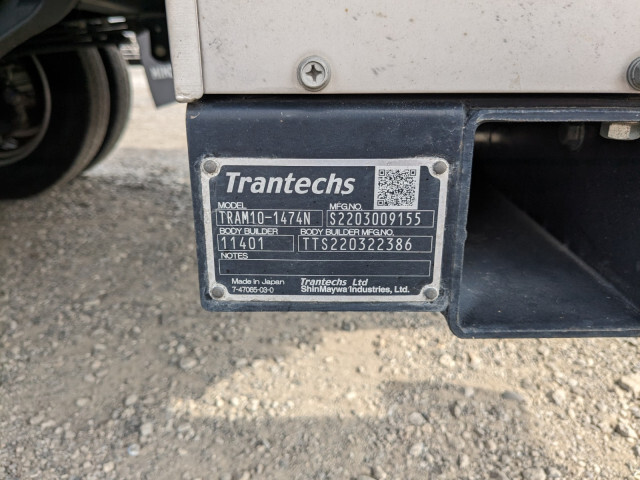 Trantechs
MODEL MFG.NO.
TRAM10-1474N S2203009155
BODY BUILDER BODY BUILDER MFG.NO.
11401 TTS220322386
NOTES
Made in Japan Trantechs Ltd
7-47065-03-0 ShinMaywa Industries, Ltd.